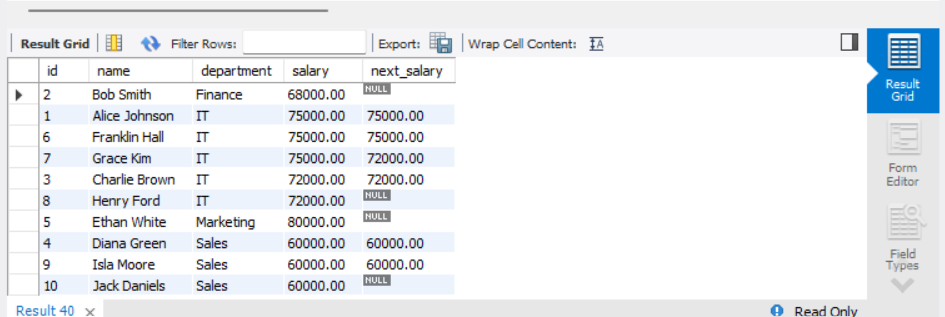 Result Grid Filter Rows: Export: Wrap Cell Content: IA
id name department salary next_salary
2 Bob Smith Finance 68000.00 NULL
1 Alice Johnson IT 75000.00 75000.00
6 Franklin Hall IT 75000.00 75000.00
7 Grace Kim IT 75000.00 72000.00
3 Charlie Brown IT 72000.00 72000.00
8 Henry Ford IT 72000.00 NULL
5 Ethan White Marketing 80000.00 NULL
4 Diana Green Sales 60000.00 60000.00
9 Isla Moore Sales 60000.00 60000.00
10 Jack Daniels Sales 60000.00 NULL
Result
Grid
Form
Editor
Field
Types
Result 40 × Read Only